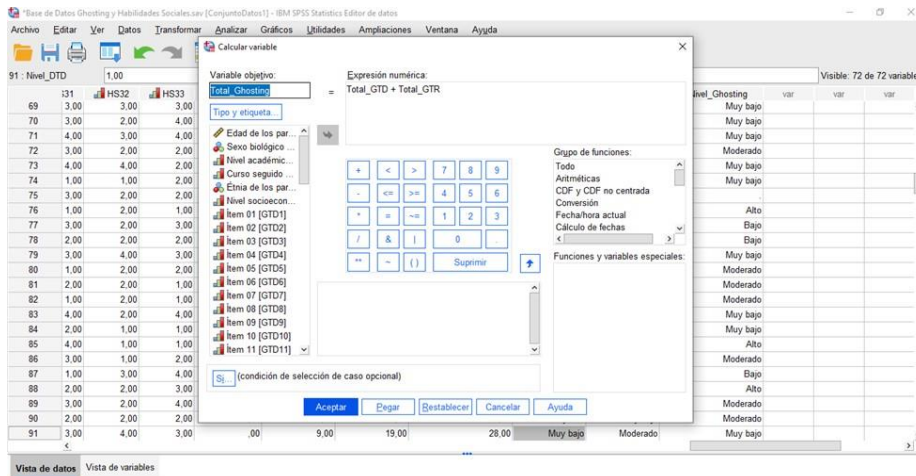 *Base de Datos Ghosting y Habilidades Sociales.sav [ConjuntoDatos1] - IBM SPSS Statistics Editor de datos
Archivo Editar Ver Datos Transformar Analizar Gráficos Utilidades Ampliaciones Ventana Ayuda
91 : Nivel_DTD 1,00 Visible: 72 de 72 variable
Calcular variable
Variable objetivo: Expresión numérica:
Total_Ghosting = Total_GTD + Total_GTR
Tipo y etiqueta...
Edad de los par...
Sexo biológico ...
Nivel académic...
Curso seguido ...
Étnia de los par...
Nivel socioecon...
Ítem 01 [GTD1]
Ítem 02 [GTD2]
Ítem 03 [GTD3]
Ítem 04 [GTD4]
Ítem 05 [GTD5]
Ítem 06 [GTD6]
Ítem 07 [GTD7]
Ítem 08 [GTD8]
Ítem 09 [GTD9]
Ítem 10 [GTD10]
Ítem 11 [GTD11]
+ < > 7 8 9
- <= >= 4 5 6
* = ~= 1 2 3
/ & | 0 .
** ~ ( ) Suprimir
Grupo de funciones:
Todo
Aritméticas
CDF y CDF no centrada
Conversión
Fecha/hora actual
Cálculo de fechas
Funciones y variables especiales:
Si... (condición de selección de caso opcional)
Aceptar Pegar Restablecer Cancelar Ayuda
S31 HS32 HS33 Nivel_Ghosting var var var
69 3,00 3,00 3,00 Muy bajo
70 3,00 2,00 4,00 Muy bajo
71 4,00 3,00 4,00 Muy bajo
72 3,00 2,00 2,00 Moderado
73 4,00 4,00 2,00 Muy bajo
74 1,00 1,00 2,00 Muy bajo
75 3,00 2,00 2,00 .
76 1,00 2,00 1,00 Alto
77 3,00 2,00 3,00 Bajo
78 2,00 2,00 2,00 Bajo
79 3,00 4,00 3,00 Muy bajo
80 1,00 2,00 2,00 Moderado
81 2,00 2,00 1,00 Moderado
82 1,00 2,00 1,00 Moderado
83 4,00 2,00 4,00 Muy bajo
84 2,00 1,00 1,00 Muy bajo
85 4,00 1,00 1,00 Alto
86 3,00 1,00 2,00 Moderado
87 1,00 3,00 4,00 Bajo
88 2,00 2,00 3,00 Alto
89 3,00 2,00 4,00 Moderado
90 2,00 2,00 2,00 Moderado
91 3,00 4,00 3,00 ,00 9,00 19,00 28,00 Muy bajo Moderado Muy bajo
Vista de datos Vista de variables